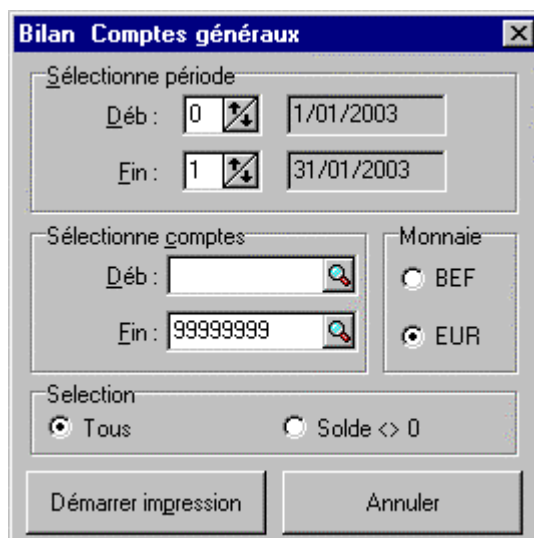 Bilan Comptes généraux
Sélectionne période
Déb : 0 1/01/2003
Fin : 1 31/01/2003
Sélectionne comptes
Déb :
Fin : 99999999
Monnaie
BEF
EUR
Selection
Tous Solde <> 0
Démarrer impression Annuler